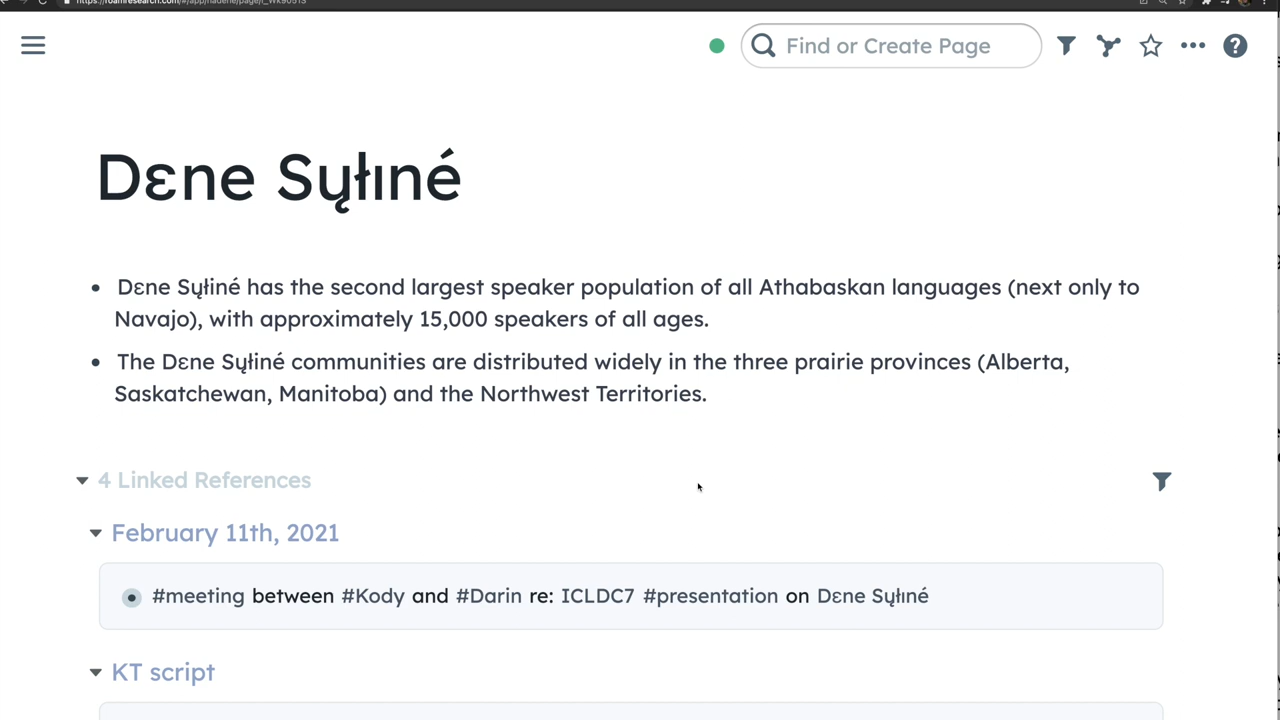 Find or Create Page
Dɛne Sųłıné
Dɛne Sųłiné has the second largest speaker population of all Athabaskan languages (next only to
Navajo), with approximately 15,000 speakers of all ages.
The Dɛne Sųłiné communities are distributed widely in the three prairie provinces (Alberta,
Saskatchewan, Manitoba) and the Northwest Territories.
4 Linked References
February 11th, 2021
#meeting between #Kody and #Darin re: ICLDC7 #presentation on Dɛne Sųłıné
KT script